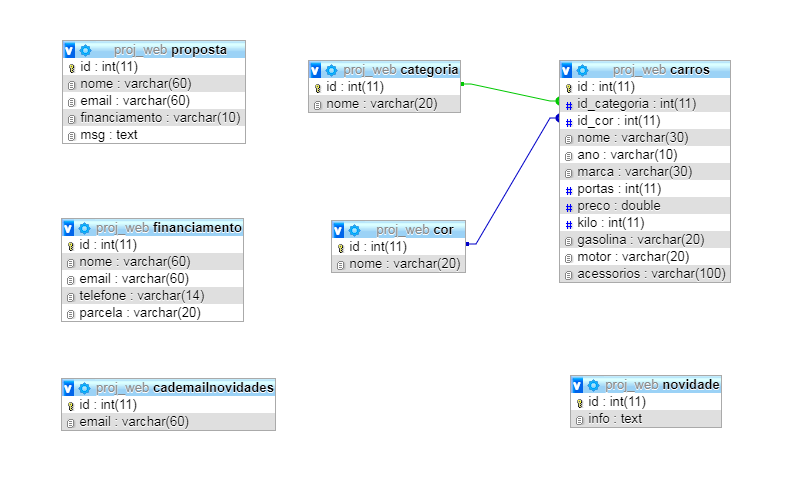 proj_web proposta
id : int(11)
nome : varchar(60)
email : varchar(60)
financiamento : varchar(10)
msg : text
proj_web categoria
id : int(11)
nome : varchar(20)
proj_web carros
id : int(11)
# id_categoria : int(11)
# id_cor : int(11)
nome : varchar(30)
ano : varchar(10)
marca : varchar(30)
# portas : int(11)
# preco : double
# kilo : int(11)
gasolina : varchar(20)
motor : varchar(20)
acessorios : varchar(100)
proj_web financiamento
id : int(11)
nome : varchar(60)
email : varchar(60)
telefone : varchar(14)
parcela : varchar(20)
proj_web cor
id : int(11)
nome : varchar(20)
proj_web cademailnovidades
id : int(11)
email : varchar(60)
proj_web novidade
id : int(11)
info : text